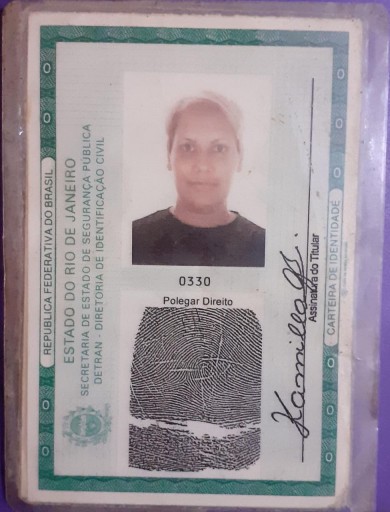 REPÚBLICA FEDERATIVA DO BRASIL
ESTADO DO RIO DE JANEIRO
SECRETARIA DE ESTADO DE SEGURANÇA PÚBLICA
DETRAN - DIRETORIA DE IDENTIFICAÇÃO CIVIL
0330
Polegar Direito
Kamilla
Assinatura do Titular
CARTEIRA DE IDENTIDADE